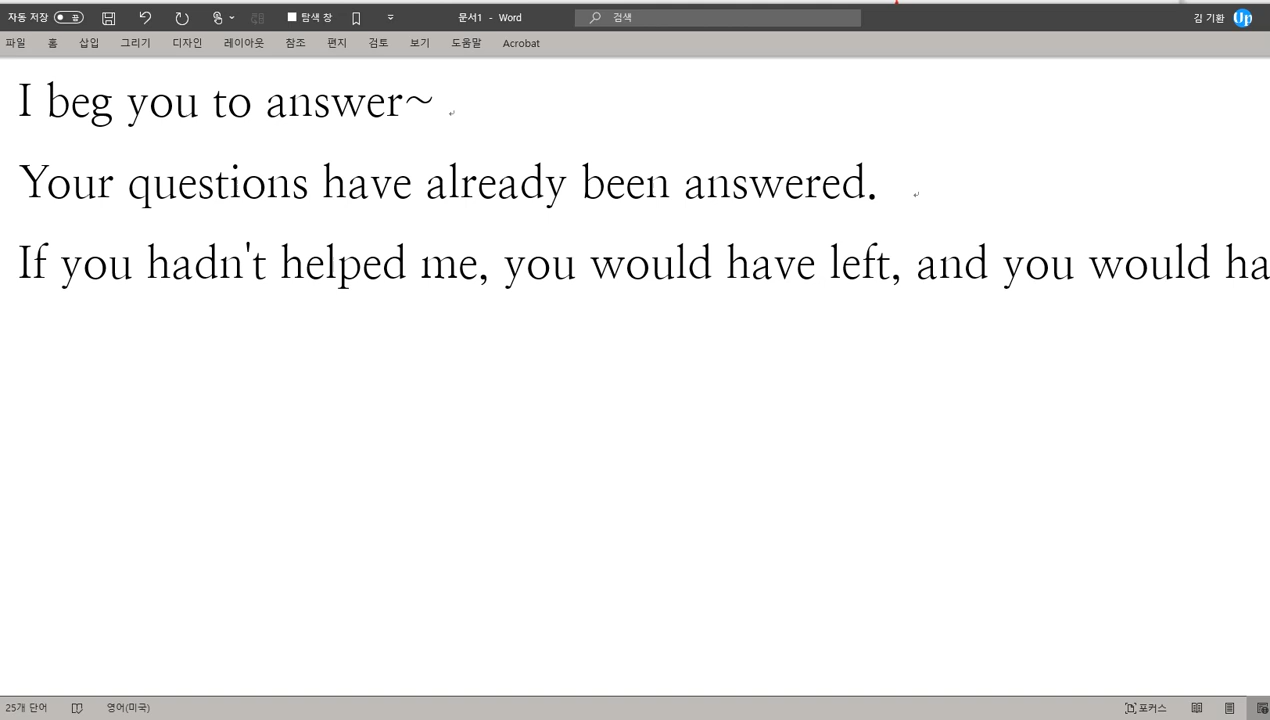 자동 저장 끔 탐색 창 문서1 - Word 검색 김 기환 Up
파일 홈 삽입 그리기 디자인 레이아웃 참조 편지 검토 보기 도움말 Acrobat
I beg you to answer~
Your questions have already been answered.
If you hadn't helped me, you would have left, and you would ha
25개 단어 영어(미국) 포커스